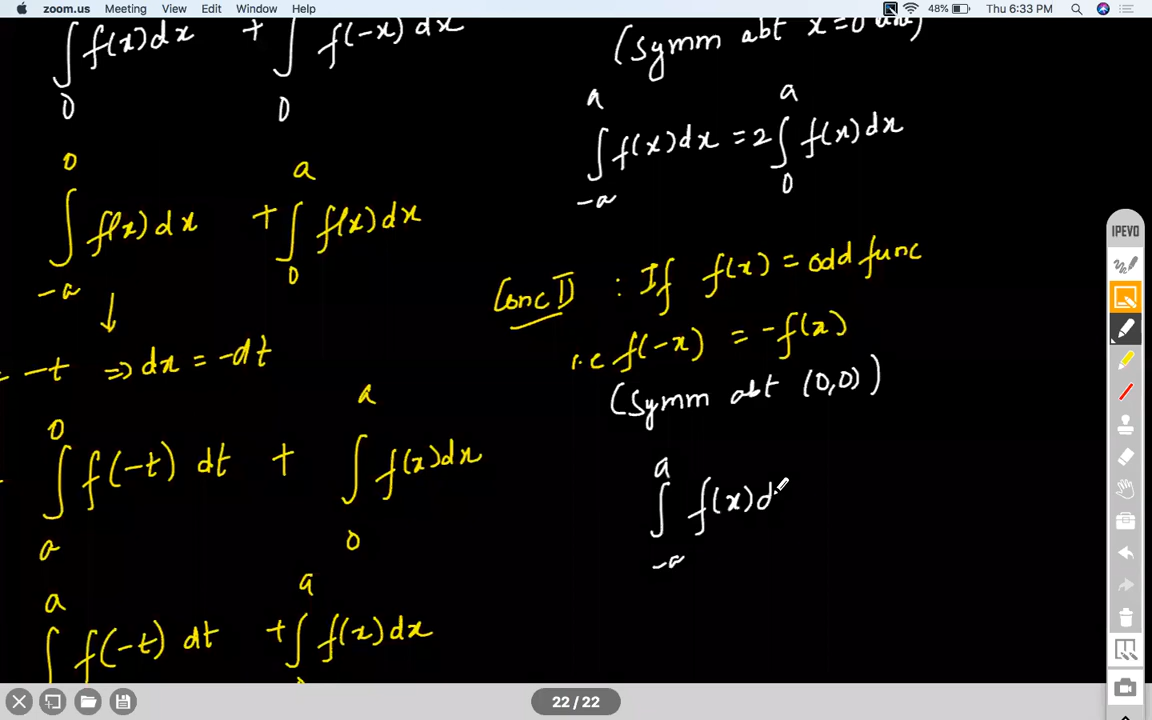 zoom.us Meeting View Edit Window Help 48% Thu 6:33 PM
∫₀ f(x)dx + ∫₀ f(-x)dx
∫₋ₐ⁰ f(x)dx + ∫₀ᵃ f(x)dx
= -t ⇒ dx = -dt
- ∫ₐ⁰ f(-t) dt + ∫₀ᵃ f(x)dx
∫ᵃ f(-t) dt + ∫₀ᵃ f(x)dx
(Symm abt x=0
∫₋ₐᵃ f(x)dx = 2∫₀ᵃ f(x)dx
Conc II : If f(x) = odd func
i.e f(-x) = -f(x)
(Symm abt (0,0))
∫₋ₐᵃ f(x)d
IPEVO
22 / 22